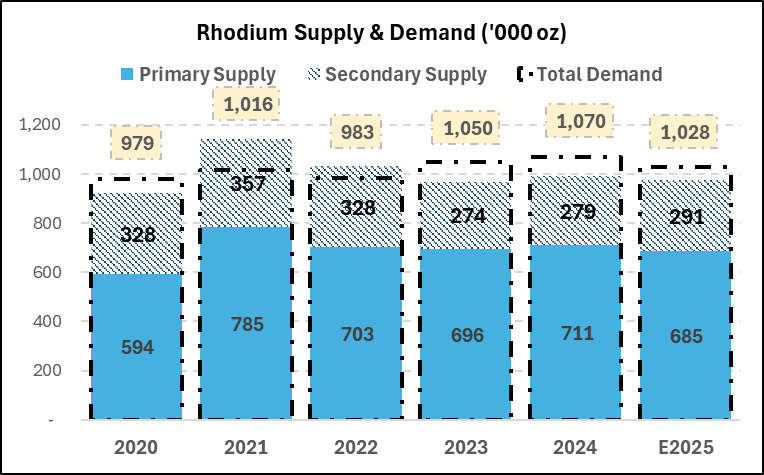 Rhodium Supply & Demand ('000 oz)
Primary Supply Secondary Supply Total Demand
979 1,016 983 1,050 1,070 1,028
1,200
1,000
800
600
400
200
-
328 357 328 274 279 291
594 785 703 696 711 685
2020 2021 2022 2023 2024 E2025